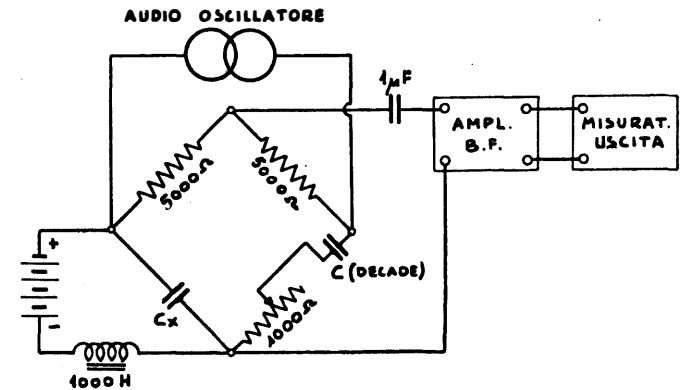 AUDIO OSCILLATORE
1µF
AMPL.
B.F.
MISURAT.
USCITA
5000Ω
5000Ω
+
C (DECADE)
Cx
1000Ω
-
1000 H